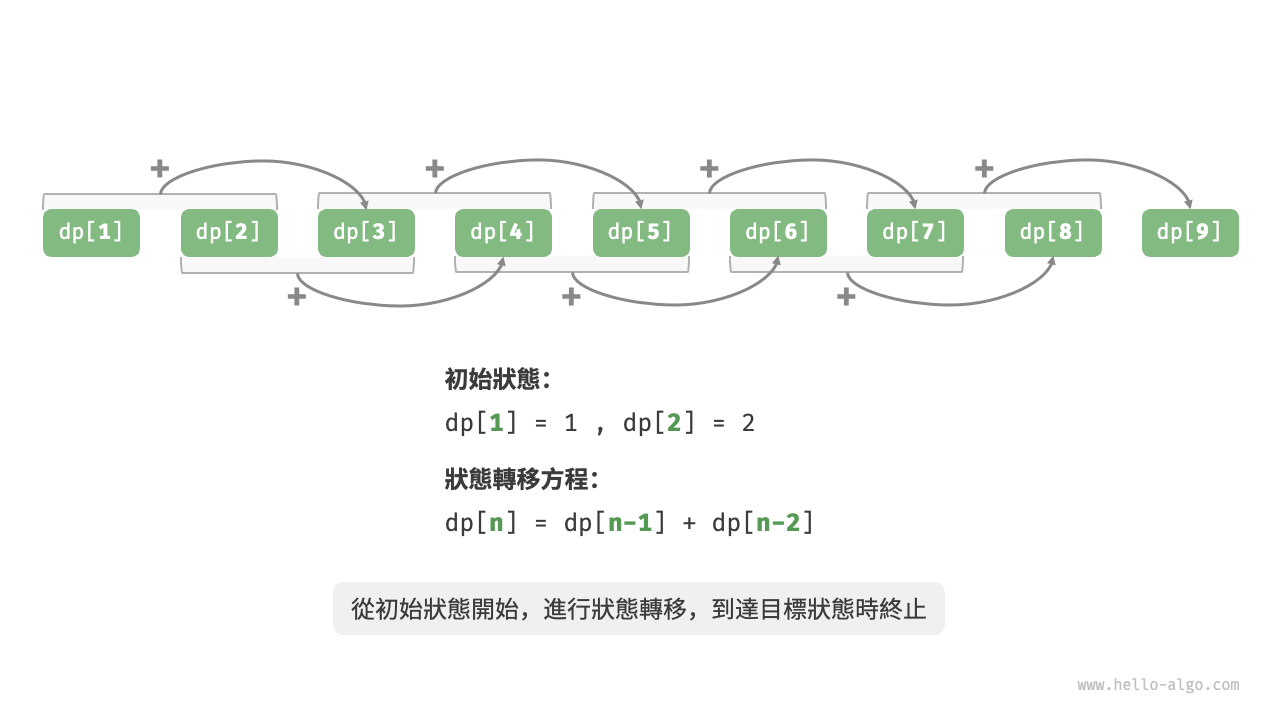 + + + +
dp[1] dp[2] dp[3] dp[4] dp[5] dp[6] dp[7] dp[8] dp[9]
+ + +
初始狀態：
dp[1] = 1 , dp[2] = 2
狀態轉移方程：
dp[n] = dp[n-1] + dp[n-2]
從初始狀態開始，進行狀態轉移，到達目標狀態時終止
www.hello-algo.com